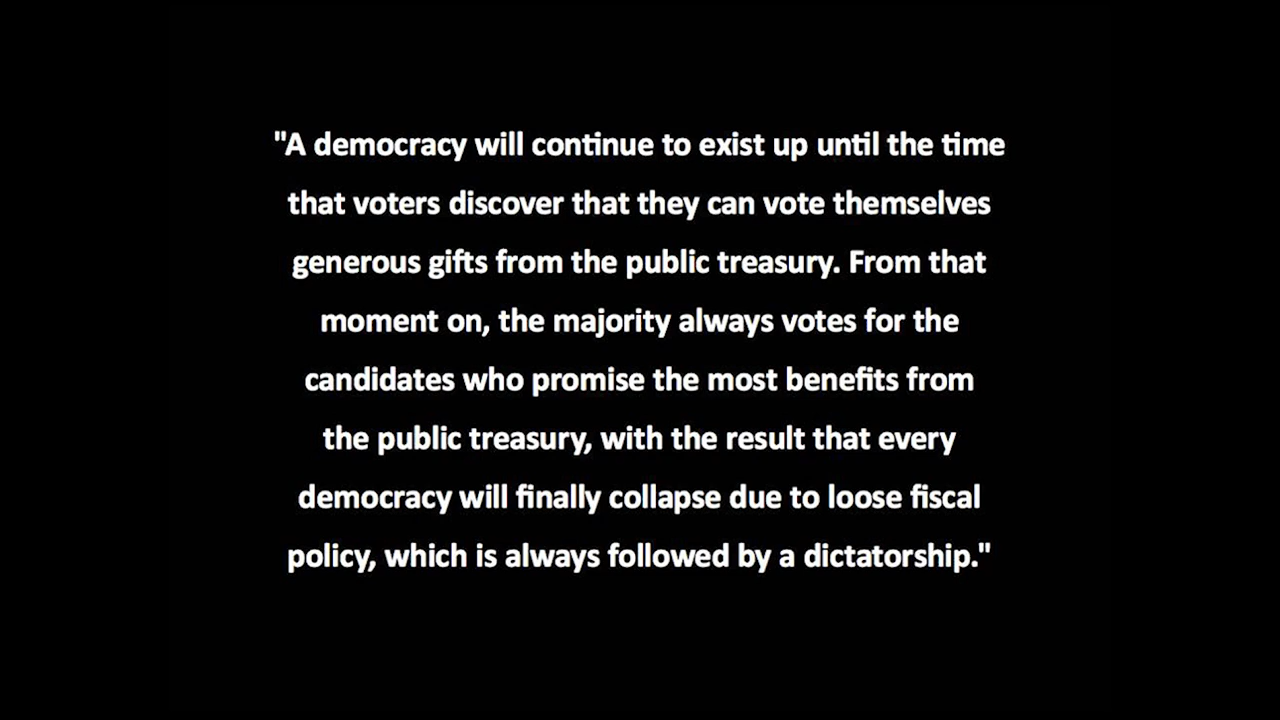 "A democracy will continue to exist up until the time
that voters discover that they can vote themselves
generous gifts from the public treasury. From that
moment on, the majority always votes for the
candidates who promise the most benefits from
the public treasury, with the result that every
democracy will finally collapse due to loose fiscal
policy, which is always followed by a dictatorship."